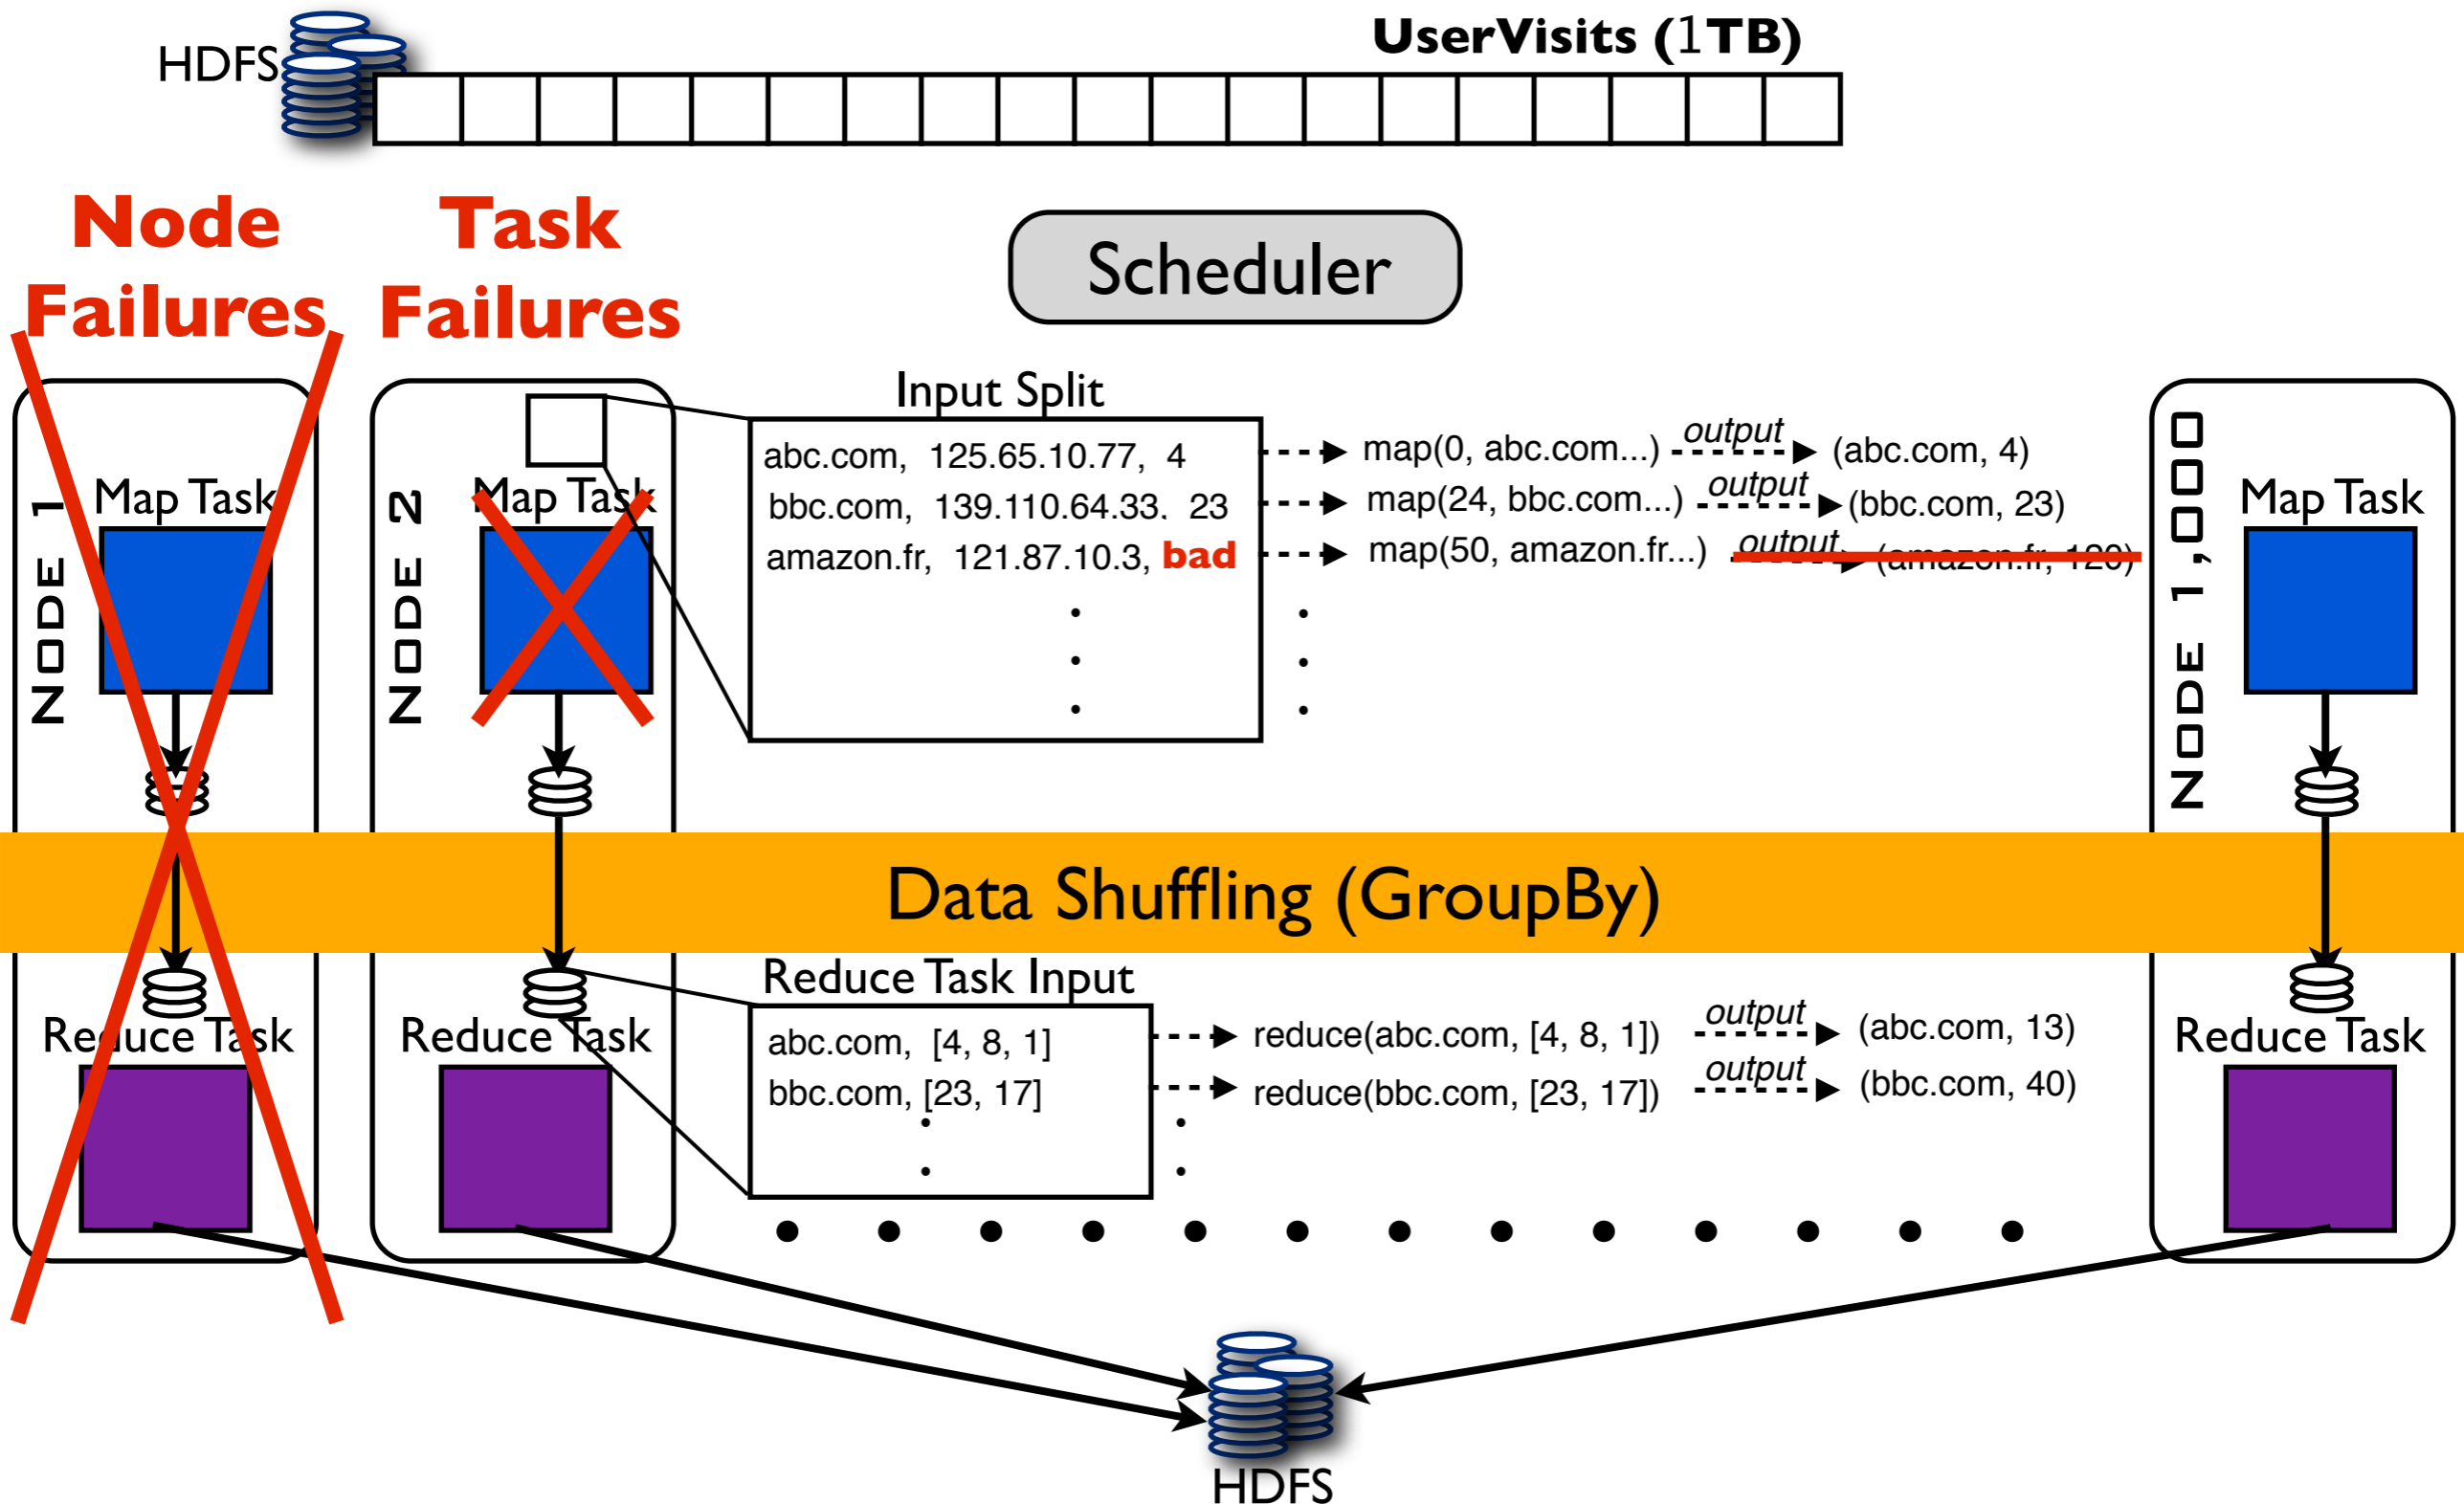 HDFS
UserVisits (1TB)
Node
Failures
Task
Failures
Scheduler
NODE 1
Map Task
Reduce Task
NODE 2
Map Task
Reduce Task
Input Split
abc.com, 125.65.10.77, 4
map(0, abc.com...)
output
(abc.com, 4)
bbc.com, 139.110.64.33, 23
map(24, bbc.com...)
output
(bbc.com, 23)
amazon.fr, 121.87.10.3, bad
map(50, amazon.fr...)
output
(amazon.fr, 120)
NODE 1,000
Map Task
Reduce Task
Data Shuffling (GroupBy)
Reduce Task Input
abc.com, [4, 8, 1]
reduce(abc.com, [4, 8, 1])
output
(abc.com, 13)
bbc.com, [23, 17]
reduce(bbc.com, [23, 17])
output
(bbc.com, 40)
HDFS